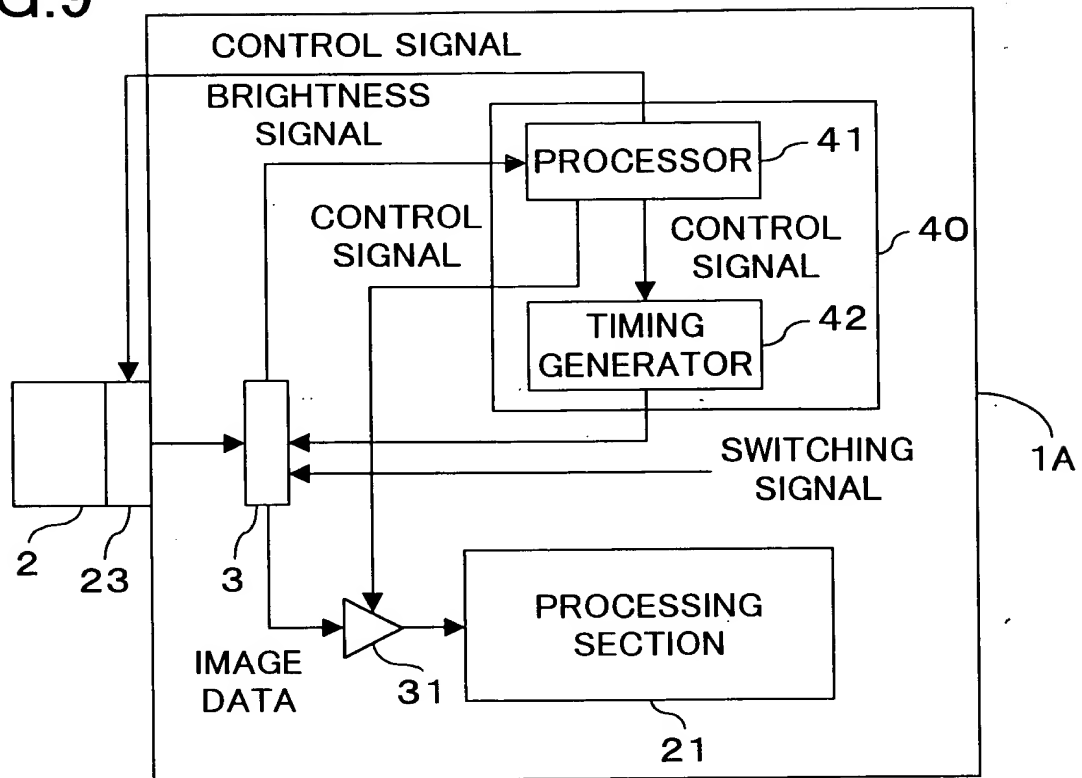 G.9
CONTROL SIGNAL
BRIGHTNESS
SIGNAL
PROCESSOR
41
CONTROL
SIGNAL
CONTROL
SIGNAL
40
TIMING
GENERATOR
42
SWITCHING
SIGNAL
1A
2
23
3
PROCESSING
SECTION
IMAGE
DATA
31
21